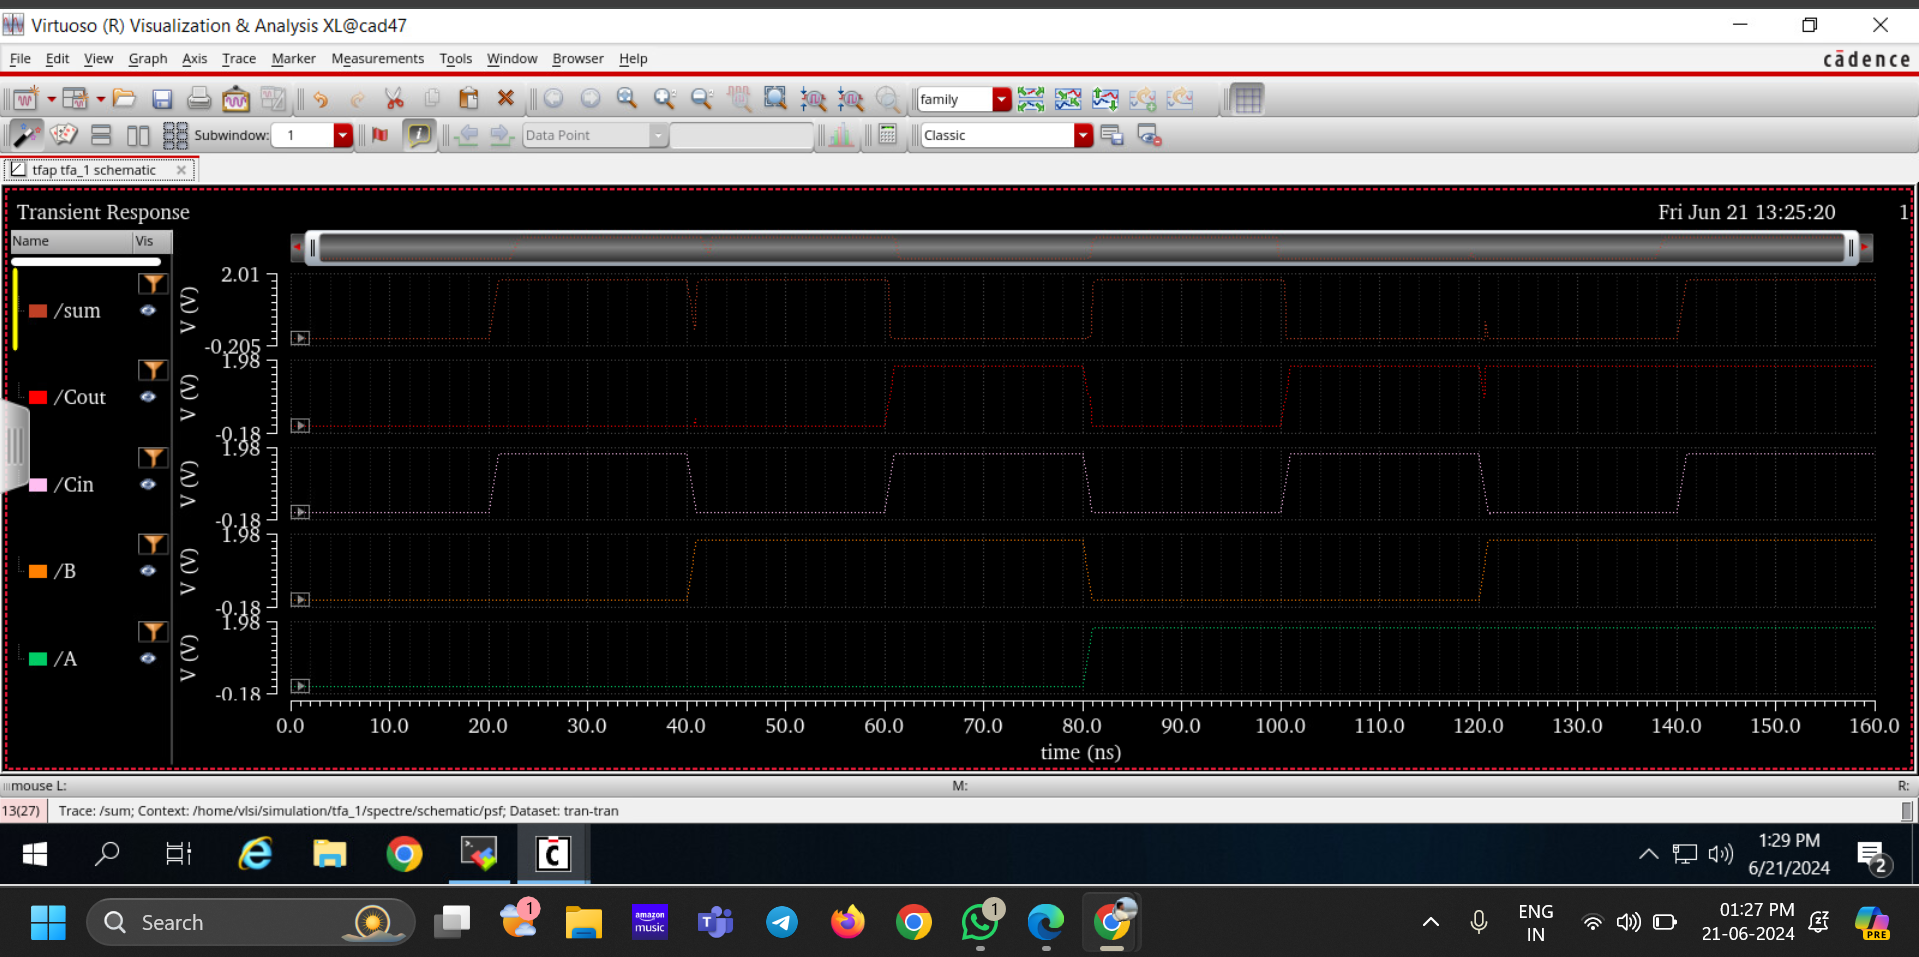 Virtuoso (R) Visualization & Analysis XL@cad47
File Edit View Graph Axis Trace Marker Measurements Tools Window Browser Help
cādence
family
Subwindow: 1
Data Point
Classic
tfap tfa_1 schematic
Transient Response
Fri Jun 21 13:25:20 1
Name Vis
/sum
V (V)
2.01
-0.205
/Cout
V (V)
1.98
-0.18
/Cin
V (V)
1.98
-0.18
/B
V (V)
1.98
-0.18
/A
V (V)
1.98
-0.18
0.0 10.0 20.0 30.0 40.0 50.0 60.0 70.0 80.0 90.0 100.0 110.0 120.0 130.0 140.0 150.0 160.0
time (ns)
mouse L: M: R:
13(27) Trace: /sum; Context: /home/vlsi/simulation/tfa_1/spectre/schematic/psf; Dataset: tran-tran
1:29 PM
6/21/2024
2
Search
1
amazon music
1
ENG
IN
01:27 PM
21-06-2024
PRE